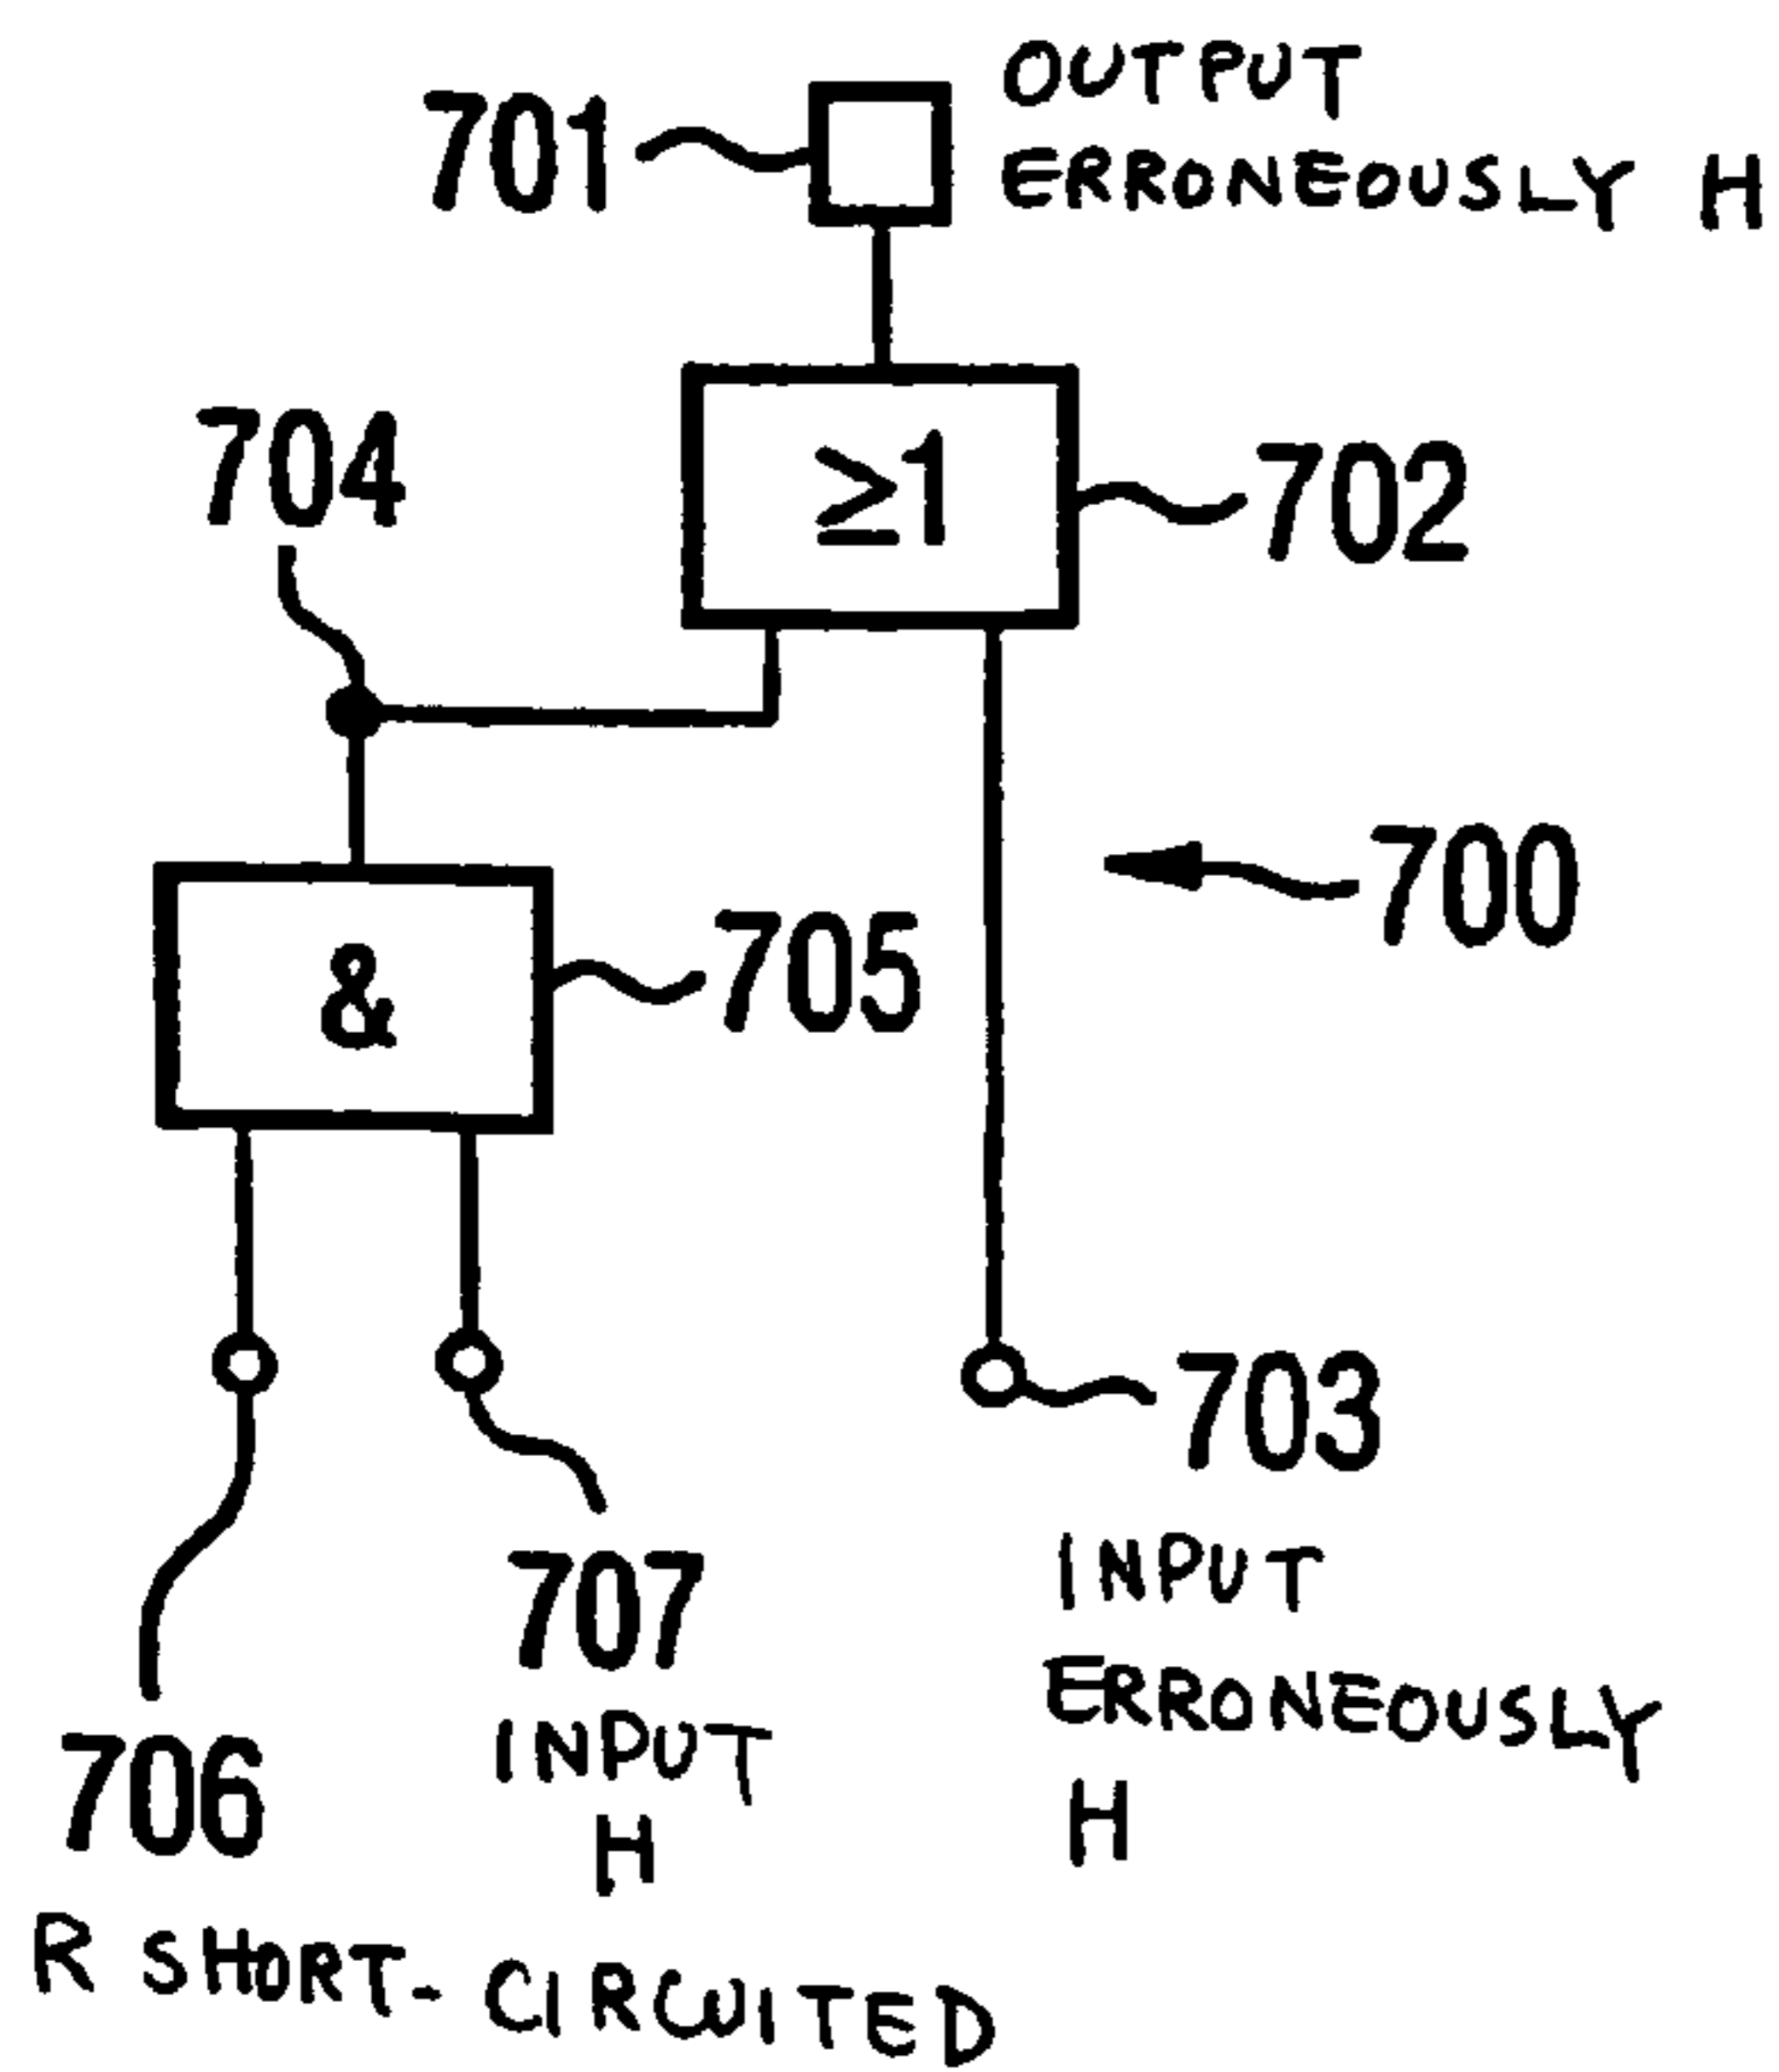 701
OUTPUT
ERRONEOUSLY H
704
≥1
702
700
&
705
703
707
INPUT
H
INPUT
ERRONEOUSLY
H
706
R SHORT-CIRCUITED